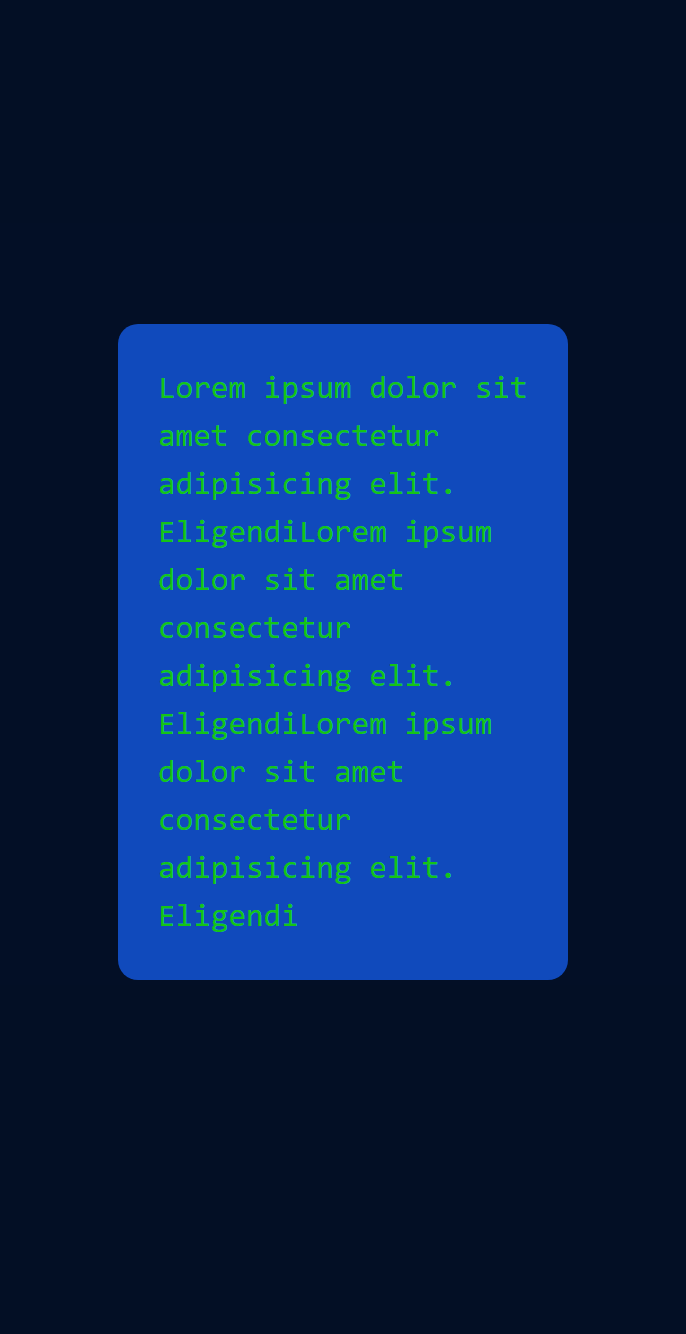 Lorem ipsum dolor sit
amet consectetur
adipisicing elit.
EligendiLorem ipsum
dolor sit amet
consectetur
adipisicing elit.
EligendiLorem ipsum
dolor sit amet
consectetur
adipisicing elit.
Eligendi